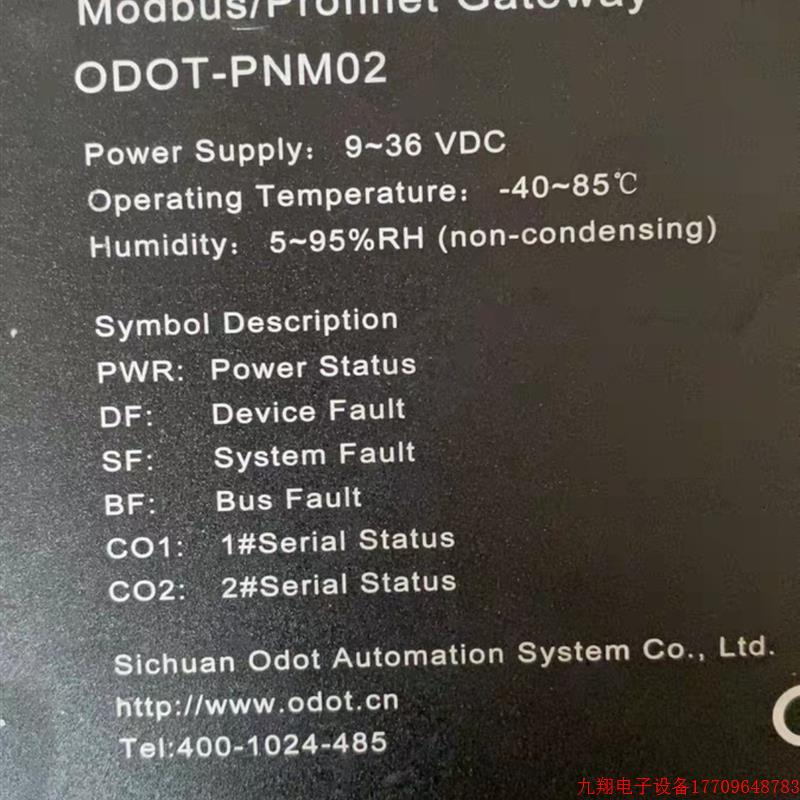 Modbus/Profinet Gateway
ODOT-PNM02
Power Supply: 9~36 VDC
Operating Temperature: -40~85℃
Humidity: 5~95%RH (non-condensing)
Symbol Description
PWR: Power Status
DF: Device Fault
SF: System Fault
BF: Bus Fault
CO1: 1#Serial Status
CO2: 2#Serial Status
Sichuan Odot Automation System Co., Ltd.
http://www.odot.cn
Tel:400-1024-485
九翔电子设备17709648783